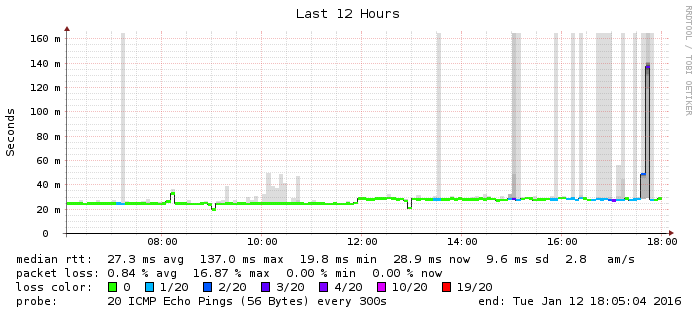 Last 12 Hours
RRDTOOL / TOBI OETIKER
Seconds
160 m
140 m
120 m
100 m
80 m
60 m
40 m
20 m
0
08:00 10:00 12:00 14:00 16:00 18:00
median rtt: 27.3 ms avg 137.0 ms max 19.8 ms min 28.9 ms now 9.6 ms sd 2.8 am/s
packet loss: 0.84 % avg 16.87 % max 0.00 % min 0.00 % now
loss color: 0 1/20 2/20 3/20 4/20 10/20 19/20
probe: 20 ICMP Echo Pings (56 Bytes) every 300s end: Tue Jan 12 18:05:04 2016